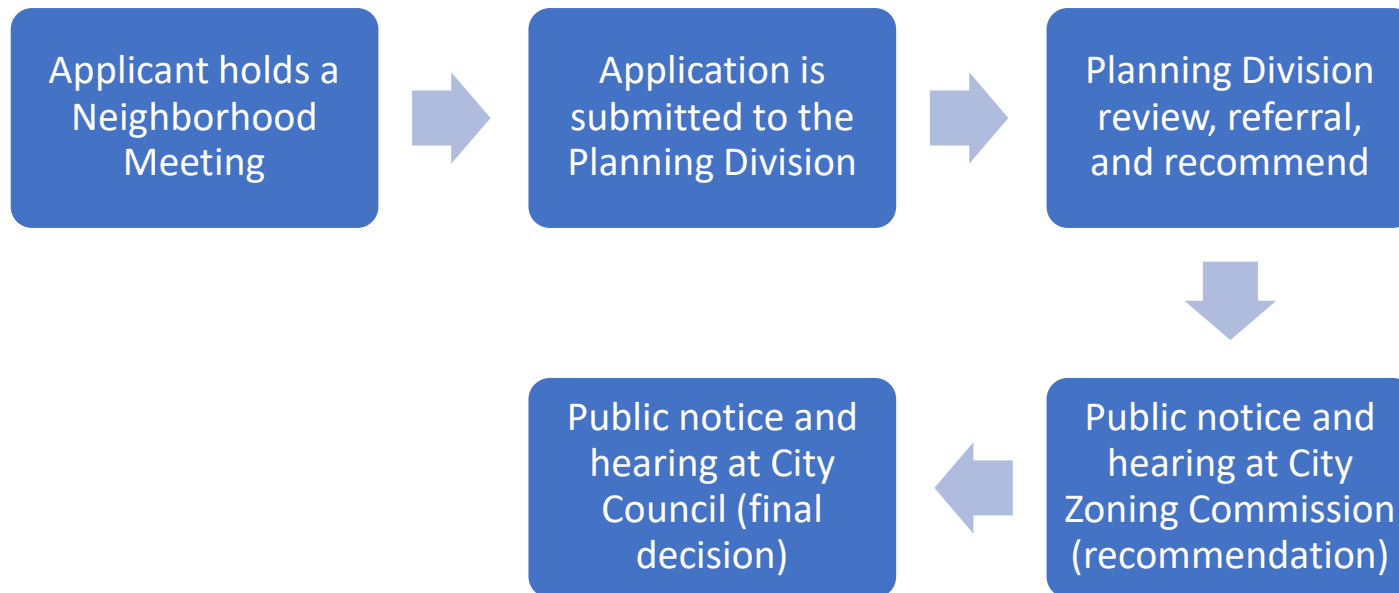 Applicant holds a
Neighborhood
Meeting
Application is
submitted to the
Planning Division
Planning Division
review, referral,
and recommend
Public notice and
hearing at City
Zoning Commission
(recommendation)
Public notice and
hearing at City
Council (final
decision)